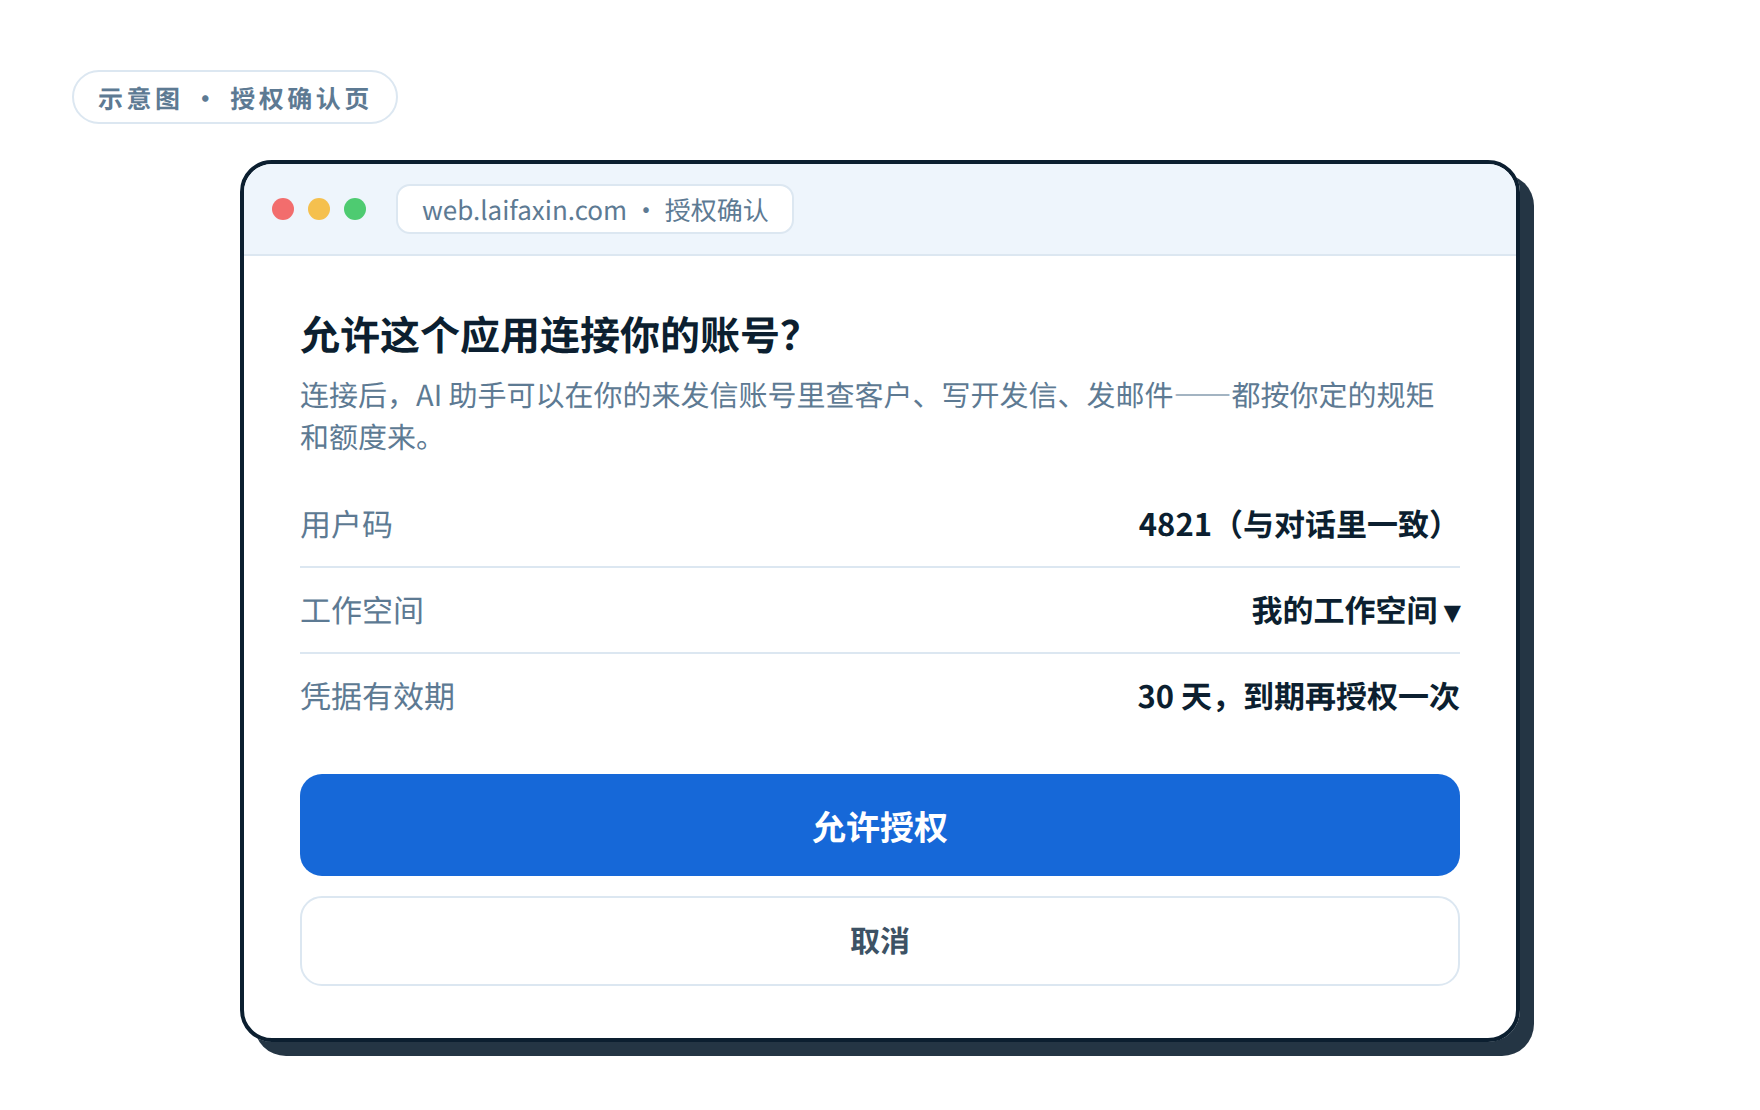 示意图 · 授权确认页
web.laifaxin.com · 授权确认
允许这个应用连接你的账号？
连接后，AI 助手可以在你的来发信账号里查客户、写开发信、发邮件——都按你定的规矩
和额度来。
用户码 4821（与对话里一致）
工作空间 我的工作空间 ▾
凭据有效期 30 天，到期再授权一次
允许授权
取消